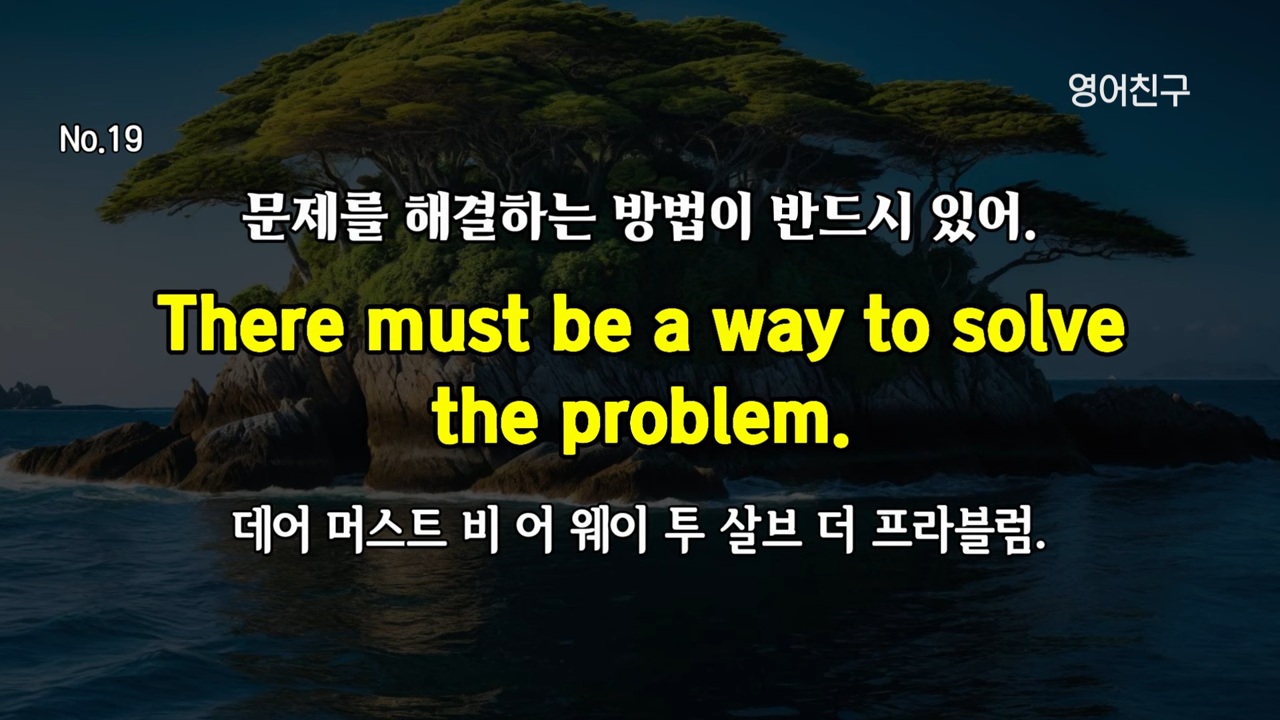 영어친구
No.19
문제를 해결하는 방법이 반드시 있어.
There must be a way to solve
the problem.
데어 머스트 비 어 웨이 투 살브 더 프라블럼.